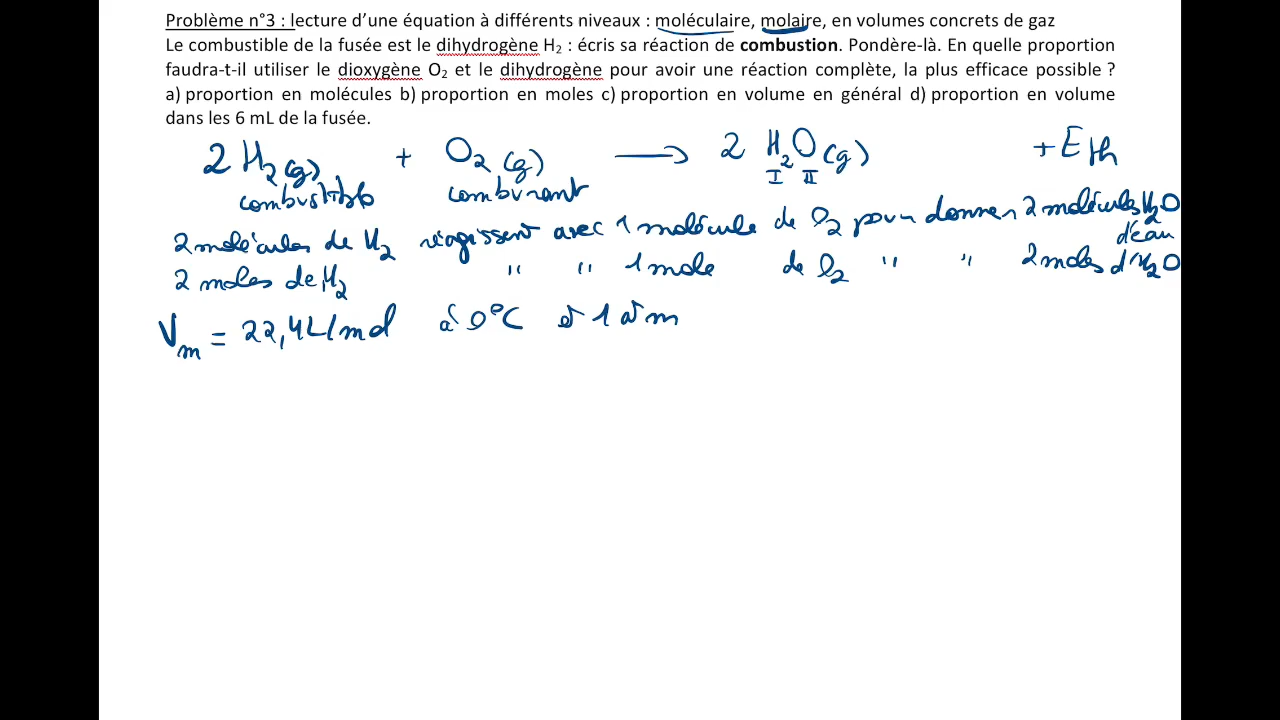 Problème n°3 : lecture d’une équation à différents niveaux : moléculaire, molaire, en volumes concrets de gaz
Le combustible de la fusée est le dihydrogène H₂ : écris sa réaction de combustion. Pondère-là. En quelle proportion
faudra-t-il utiliser le dioxygène O₂ et le dihydrogène pour avoir une réaction complète, la plus efficace possible ?
a) proportion en molécules b) proportion en moles c) proportion en volume en général d) proportion en volume
dans les 6 mL de la fusée.
2 H₂(g) + O₂(g) → 2 H₂O(g) + Eth
combustible comburant I II
2 molécules de H₂ réagissent avec 1 molécule de O₂ pour donner 2 molécules H₂O
d'eau
2 moles de H₂ " " 1 mole de O₂ " " 2 moles d'H₂O
Vm = 22,4 L/mol à 0°C et 1 atm